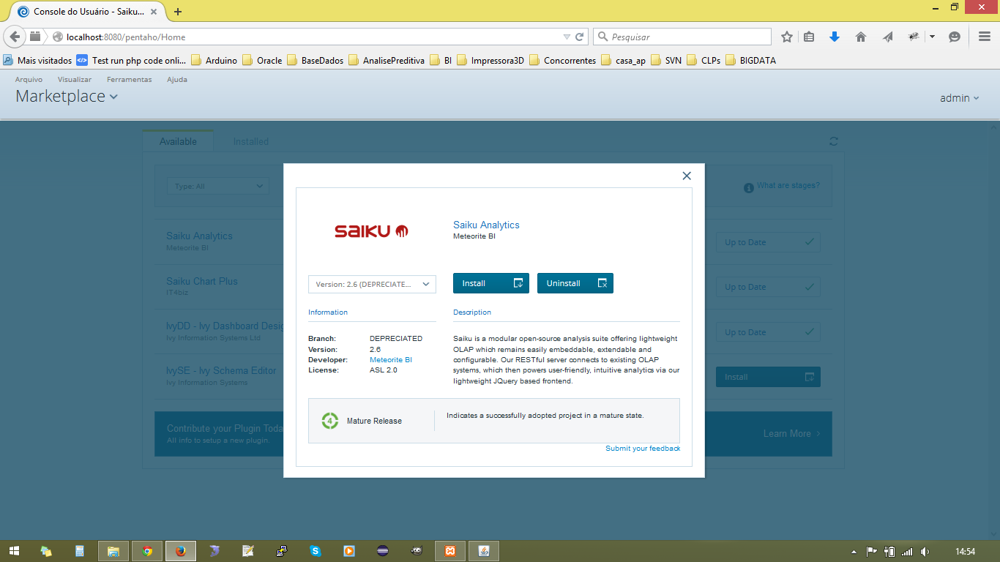 Console do Usuário - Saiku...
localhost:8080/pentaho/Home
Pesquisar
Mais visitados
Test run php code onli...
Arduino
Oracle
BaseDados
AnalisePreditiva
BI
Impressora3D
Concorrentes
casa_ap
SVN
CLPs
BIGDATA
Arquivo
Visualizar
Ferramentas
Ajuda
Marketplace
admin
Available
Installed
Type: All
What are stages?
Saiku Analytics
Meteorite BI
Up to Date
Saiku Chart Plus
IT4biz
Up to Date
IvyDD - Ivy Dashboard Desig
Ivy Information Systems Ltd
Up to Date
IvySE - Ivy Schema Editor
Ivy Information Systems
Install
Contribute your Plugin Toda
All info to setup a new plugin.
Learn More
saiku
Saiku Analytics
Meteorite BI
Version: 2.6 (DEPRECIATE...
Install
Uninstall
Information
Branch: DEPRECIATED
Version: 2.6
Developer: Meteorite BI
License: ASL 2.0
Description
Saiku is a modular open-source analysis suite offering lightweight
OLAP which remains easily embeddable, extendable and
configurable. Our RESTful server connects to existing OLAP
systems, which then powers user-friendly, intuitive analytics via our
lightweight JQuery based frontend.
4
Mature Release
Indicates a successfully adopted project in a mature state.
Submit your feedback
14:54